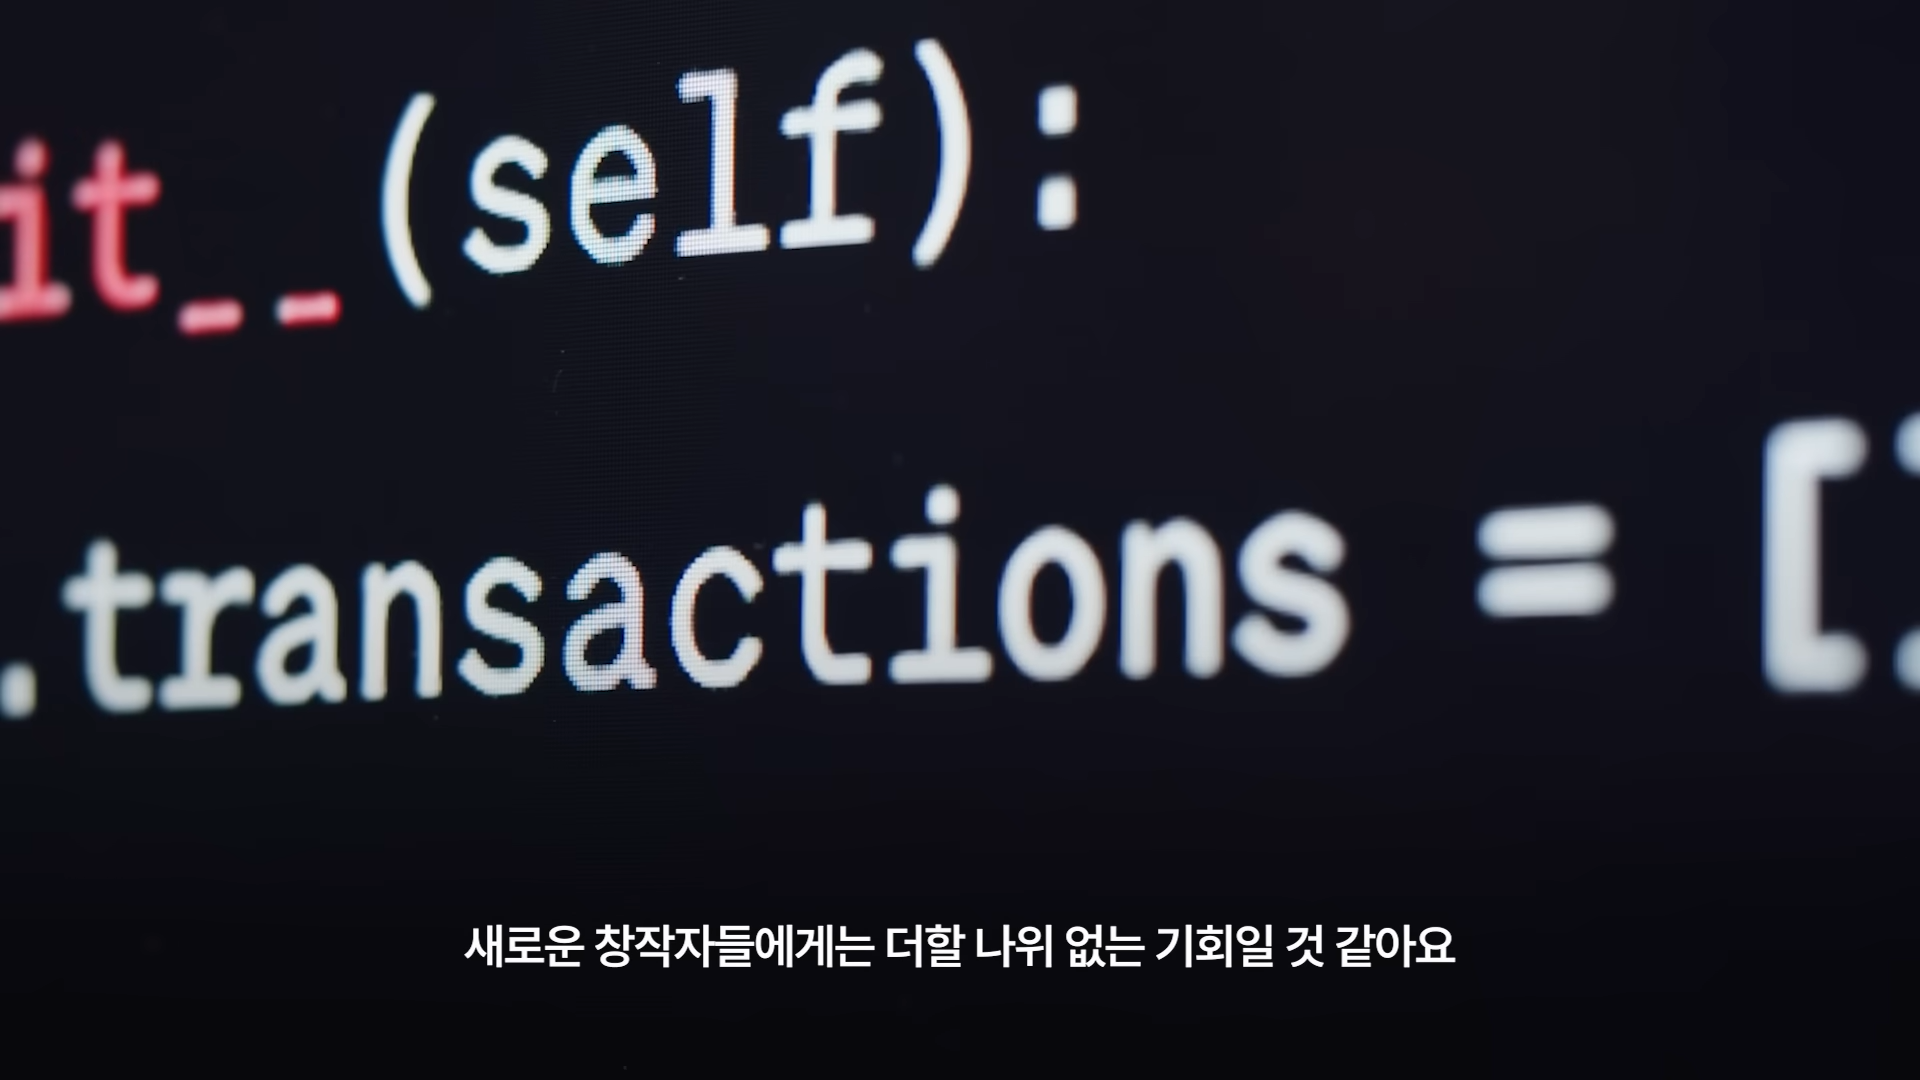 it__(self):
.transactions = []
새로운 창작자들에게는 더할 나위 없는 기회일 것 같아요